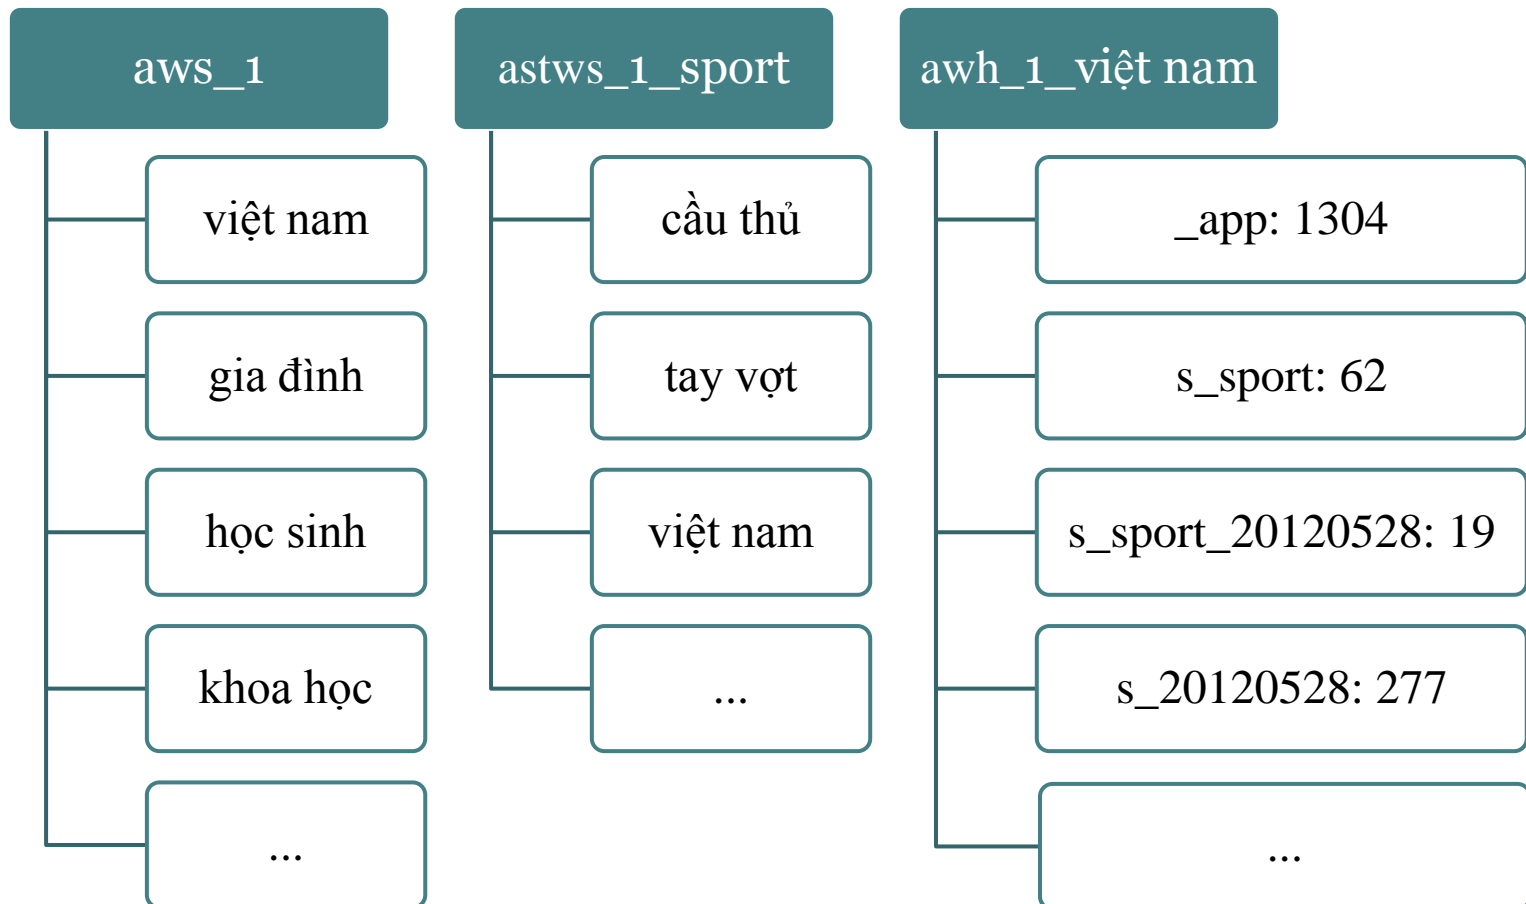 aws_1
việt nam
gia đình
học sinh
khoa học
...
astws_1_sport
cầu thủ
tay vợt
việt nam
...
awh_1_việt nam
_app: 1304
s_sport: 62
s_sport_20120528: 19
s_20120528: 277
...